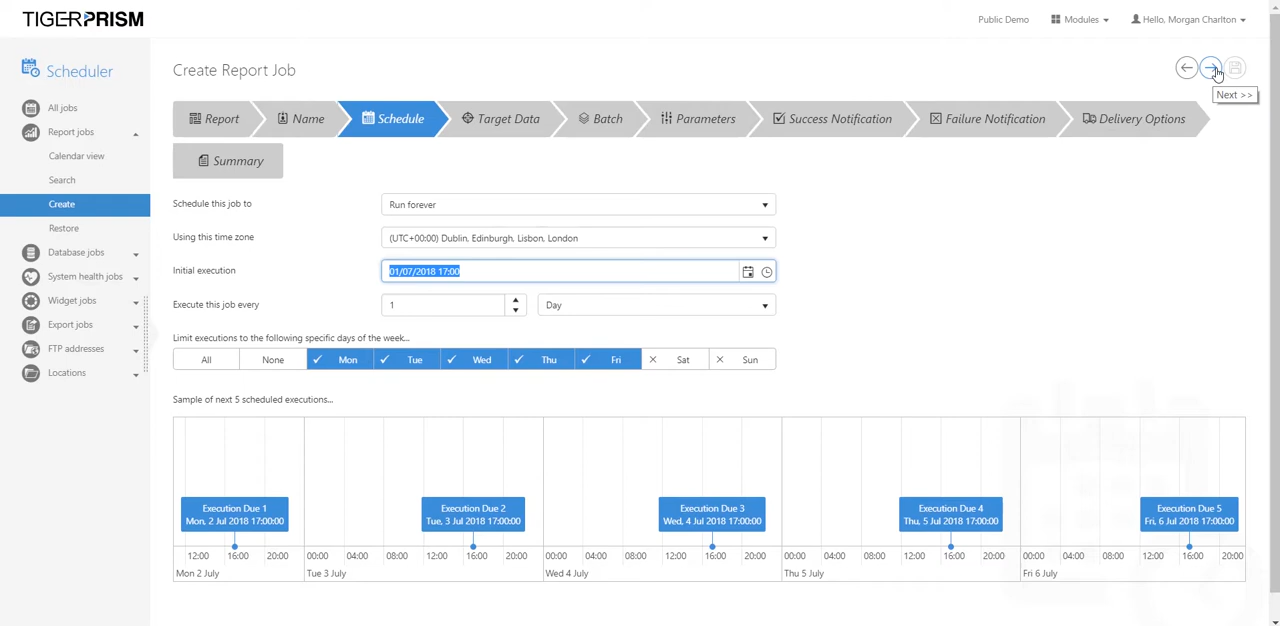 TIGERPRISM
Public Demo
Modules
Hello, Morgan Charlton
Scheduler
All jobs
Report jobs
Calendar view
Search
Create
Restore
Database jobs
System health jobs
Widget jobs
Export jobs
FTP addresses
Locations
Create Report Job
Next >>
Report
Name
Schedule
Target Data
Batch
Parameters
Success Notification
Failure Notification
Delivery Options
Summary
Schedule this job to
Run forever
Using this time zone
(UTC+00:00) Dublin, Edinburgh, Lisbon, London
Initial execution
01/07/2018 17:00
Execute this job every
1
Day
Limit executions to the following specific days of the week...
All
None
Mon
Tue
Wed
Thu
Fri
Sat
Sun
Sample of next 5 scheduled executions...
Execution Due 1
Mon, 2 Jul 2018 17:00:00
Execution Due 2
Tue, 3 Jul 2018 17:00:00
Execution Due 3
Wed, 4 Jul 2018 17:00:00
Execution Due 4
Thu, 5 Jul 2018 17:00:00
Execution Due 5
Fri, 6 Jul 2018 17:00:00
12:00 16:00 20:00 00:00 04:00 08:00 12:00 16:00 20:00 00:00 04:00 08:00 12:00 16:00 20:00 00:00 04:00 08:00 12:00 16:00 20:00 00:00 04:00 08:00 12:00 16:00 20:00
Mon 2 July Tue 3 July Wed 4 July Thu 5 July Fri 6 July